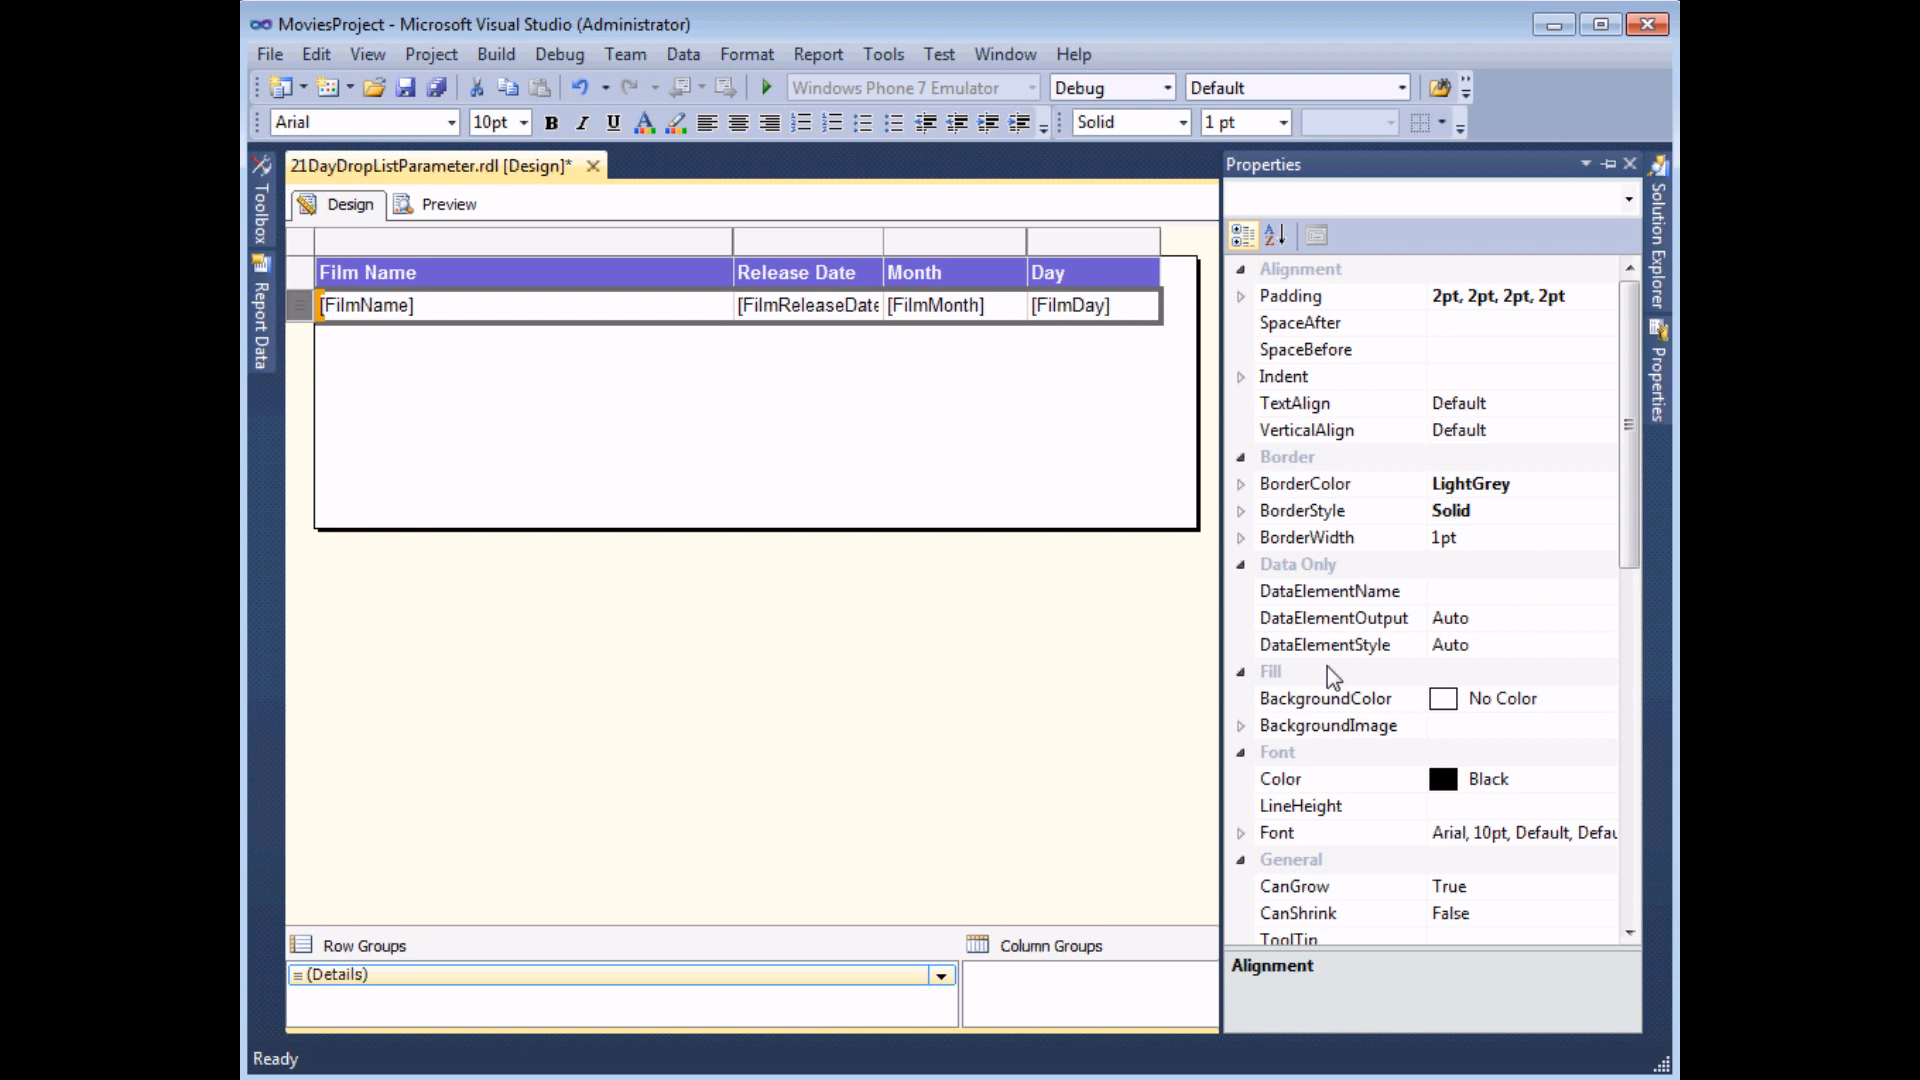 MoviesProject - Microsoft Visual Studio (Administrator)
File Edit View Project Build Debug Team Data Format Report Tools Test Window Help
Windows Phone 7 Emulator Debug Default
Arial 10pt B I U A Solid 1 pt
Toolbox
Report Data
21DayDropListParameter.rdl [Design]*
Design Preview
Film Name Release Date Month Day
[FilmName] [FilmReleaseDate [FilmMonth] [FilmDay]
Row Groups
(Details)
Column Groups
Properties
Alignment
Padding 2pt, 2pt, 2pt, 2pt
SpaceAfter
SpaceBefore
Indent
TextAlign Default
VerticalAlign Default
Border
BorderColor LightGrey
BorderStyle Solid
BorderWidth 1pt
Data Only
DataElementName
DataElementOutput Auto
DataElementStyle Auto
Fill
BackgroundColor No Color
BackgroundImage
Font
Color Black
LineHeight
Font Arial, 10pt, Default, Defau
General
CanGrow True
CanShrink False
ToolTip
Alignment
Solution Explorer
Properties
Ready